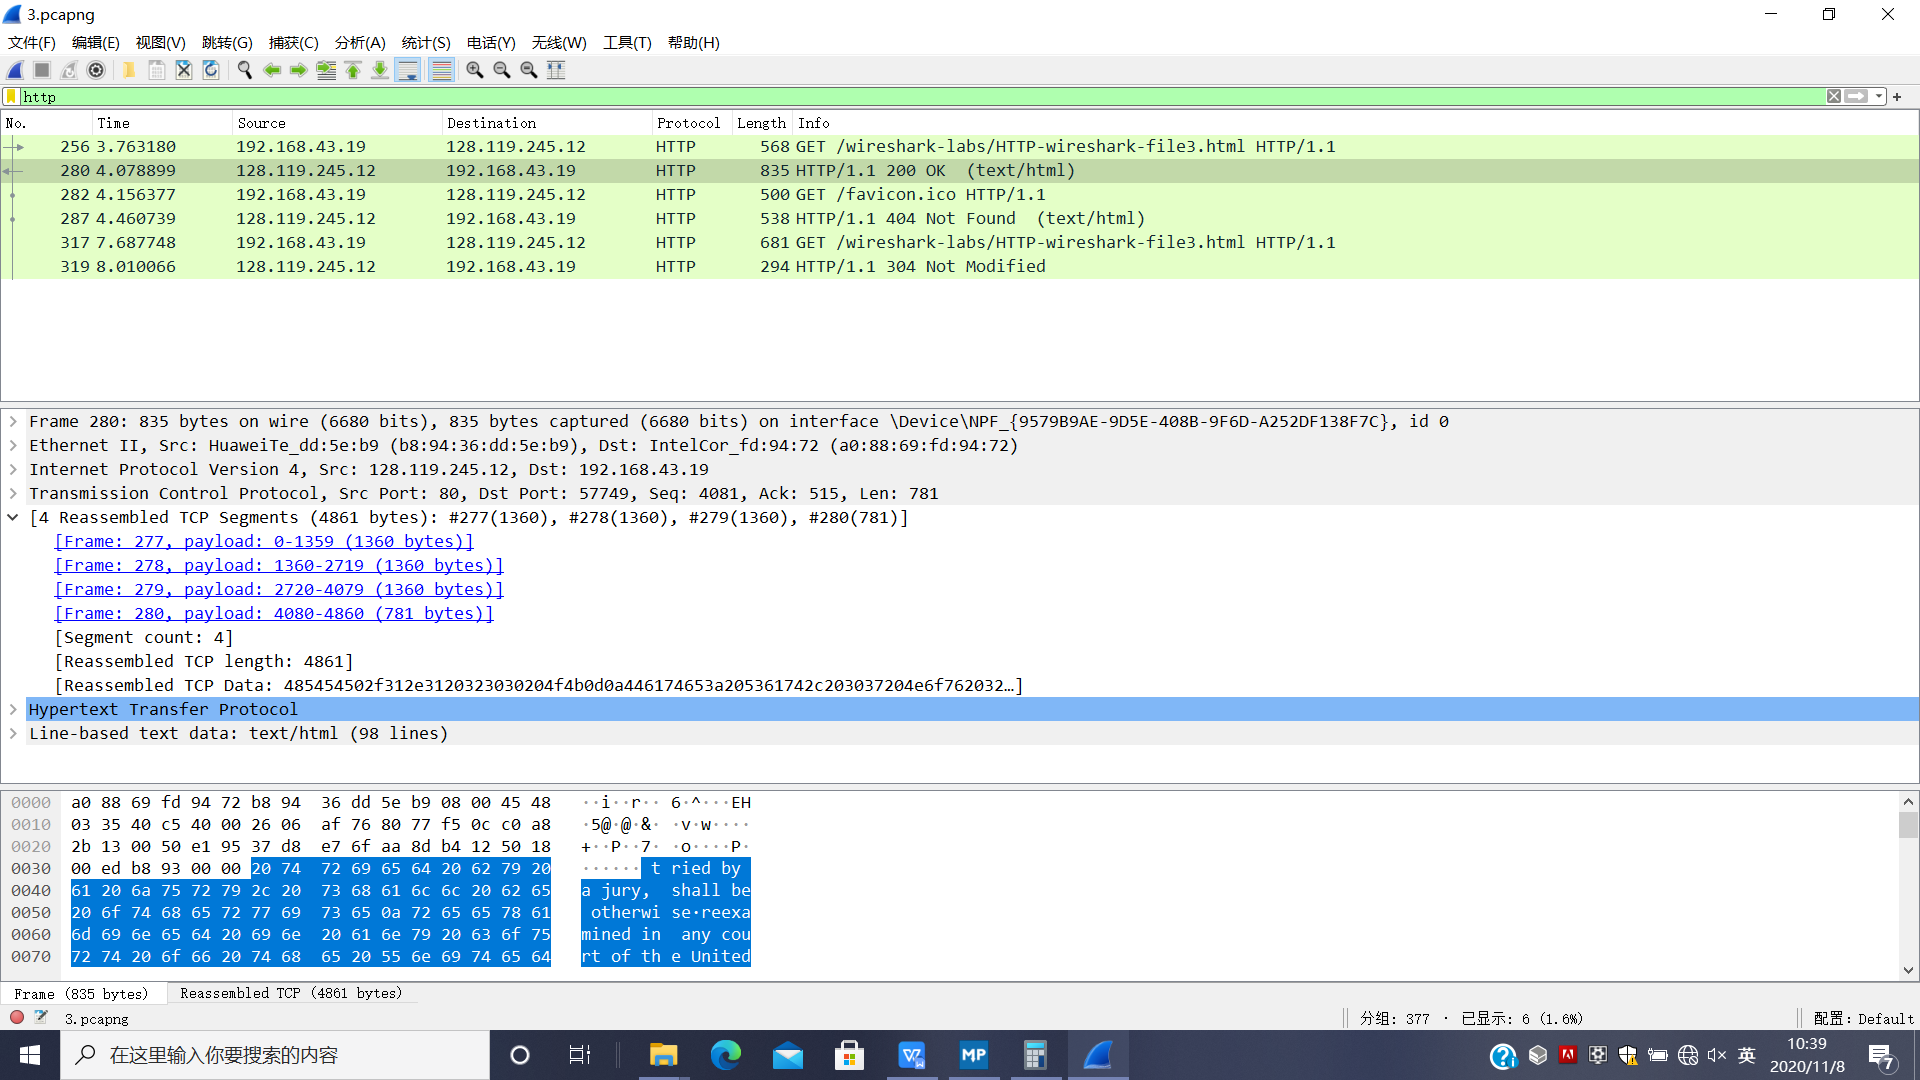 3.pcapng
文件(F) 编辑(E) 视图(V) 跳转(G) 捕获(C) 分析(A) 统计(S) 电话(Y) 无线(W) 工具(T) 帮助(H)
http
No. Time Source Destination Protocol Length Info
256 3.763180 192.168.43.19 128.119.245.12 HTTP 568 GET /wireshark-labs/HTTP-wireshark-file3.html HTTP/1.1
280 4.078899 128.119.245.12 192.168.43.19 HTTP 835 HTTP/1.1 200 OK  (text/html)
282 4.156377 192.168.43.19 128.119.245.12 HTTP 500 GET /favicon.ico HTTP/1.1
287 4.460739 128.119.245.12 192.168.43.19 HTTP 538 HTTP/1.1 404 Not Found  (text/html)
317 7.687748 192.168.43.19 128.119.245.12 HTTP 681 GET /wireshark-labs/HTTP-wireshark-file3.html HTTP/1.1
319 8.010066 128.119.245.12 192.168.43.19 HTTP 294 HTTP/1.1 304 Not Modified
Frame 280: 835 bytes on wire (6680 bits), 835 bytes captured (6680 bits) on interface \Device\NPF_{9579B9AE-9D5E-408B-9F6D-A252DF138F7C}, id 0
Ethernet II, Src: HuaweiTe_dd:5e:b9 (b8:94:36:dd:5e:b9), Dst: IntelCor_fd:94:72 (a0:88:69:fd:94:72)
Internet Protocol Version 4, Src: 128.119.245.12, Dst: 192.168.43.19
Transmission Control Protocol, Src Port: 80, Dst Port: 57749, Seq: 4081, Ack: 515, Len: 781
[4 Reassembled TCP Segments (4861 bytes): #277(1360), #278(1360), #279(1360), #280(781)]
[Frame: 277, payload: 0-1359 (1360 bytes)]
[Frame: 278, payload: 1360-2719 (1360 bytes)]
[Frame: 279, payload: 2720-4079 (1360 bytes)]
[Frame: 280, payload: 4080-4860 (781 bytes)]
[Segment count: 4]
[Reassembled TCP length: 4861]
[Reassembled TCP Data: 485454502f312e3120323030204f4b0d0a446174653a205361742c203037204e6f762032…]
Hypertext Transfer Protocol
Line-based text data: text/html (98 lines)
0000 a0 88 69 fd 94 72 b8 94 36 dd 5e b9 08 00 45 48 ··i··r·· 6·^···EH
0010 03 35 40 c5 40 00 26 06 af 76 80 77 f5 0c c0 a8 ·5@·@·&· ·v·w····
0020 2b 13 00 50 e1 95 37 d8 e7 6f aa 8d b4 12 50 18 +··P··7· ·o····P·
0030 00 ed b8 93 00 00 20 74 72 69 65 64 20 62 79 20 ······ t ried by
0040 61 20 6a 75 72 79 2c 20 73 68 61 6c 6c 20 62 65 a jury, shall be
0050 20 6f 74 68 65 72 77 69 73 65 0a 72 65 65 78 61 otherwi se·reexa
0060 6d 69 6e 65 64 20 69 6e 20 61 6e 79 20 63 6f 75 mined in any cou
0070 72 74 20 6f 66 20 74 68 65 20 55 6e 69 74 65 64 rt of th e United
Frame (835 bytes) Reassembled TCP (4861 bytes)
3.pcapng 分组: 377 · 已显示: 6 (1.6%) 配置: Default
在这里输入你要搜索的内容 MP 英 10:39
2020/11/8 7